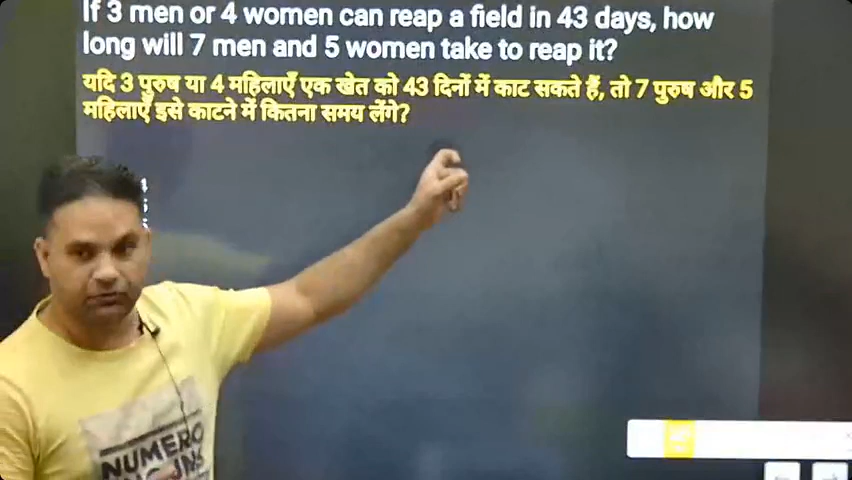 If 3 men or 4 women can reap a field in 43 days, how
long will 7 men and 5 women take to reap it?
यदि 3 पुरुष या 4 महिलाएँ एक खेत को 43 दिनों में काट सकते हैं, तो 7 पुरुष और 5
महिलाएँ इसे काटने में कितना समय लेंगे?
4
NUMERO